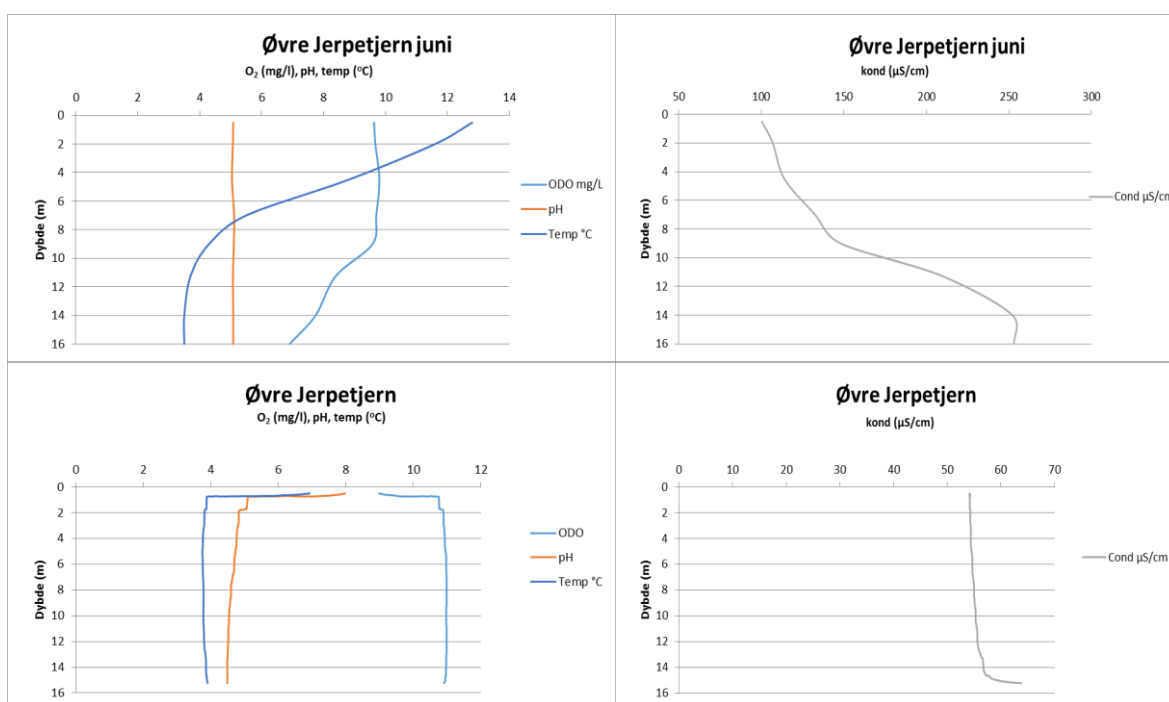 Øvre Jerpetjern juni
O₂ (mg/l), pH, temp (°C)
0 2 4 6 8 10 12 14
0
2
4
6
8
10
12
14
16
Dybde (m)
ODO mg/L
pH
Temp °C
Øvre Jerpetjern juni
kond (µS/cm)
50 100 150 200 250 300
0
2
4
6
8
10
12
14
16
Dybde (m)
Cond µS/cm
Øvre Jerpetjern
O₂ (mg/l), pH, temp (°C)
0 2 4 6 8 10 12
0
2
4
6
8
10
12
14
16
Dybde (m)
ODO
pH
Temp °C
Øvre Jerpetjern
kond (µS/cm)
0 10 20 30 40 50 60 70
0
2
4
6
8
10
12
14
16
Dybde (m)
Cond µS/cm